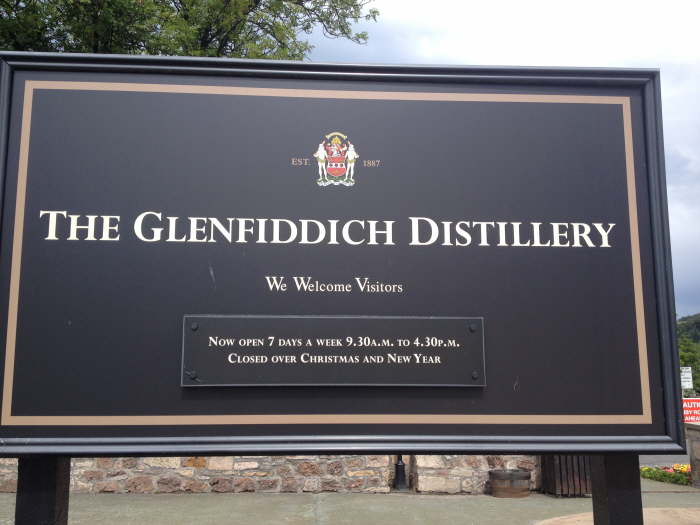 EST. 1887
THE GLENFIDDICH DISTILLERY
We Welcome Visitors
NOW OPEN 7 DAYS A WEEK 9.30A.M. TO 4.30P.M.
CLOSED OVER CHRISTMAS AND NEW YEAR